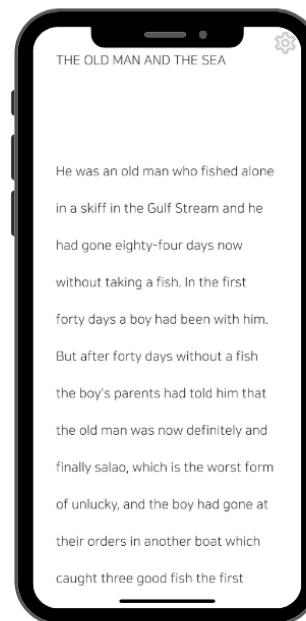 THE OLD MAN AND THE SEA
He was an old man who fished alone
in a skiff in the Gulf Stream and he
had gone eighty-four days now
without taking a fish. In the first
forty days a boy had been with him.
But after forty days without a fish
the boy's parents had told him that
the old man was now definitely and
finally salao, which is the worst form
of unlucky, and the boy had gone at
their orders in another boat which
caught three good fish the first